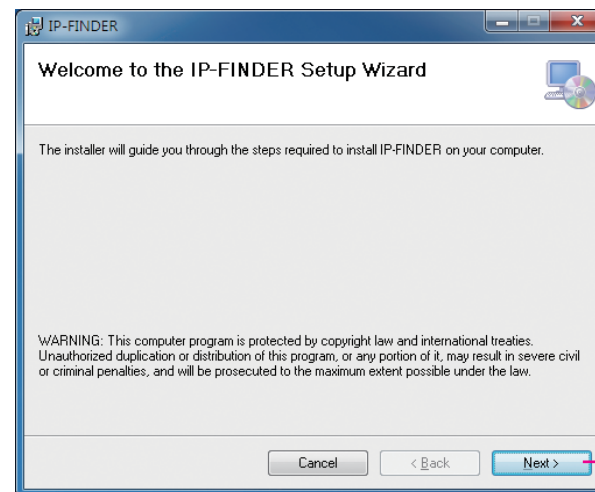 IP-FINDER
Welcome to the IP-FINDER Setup Wizard
The installer will guide you through the steps required to install IP-FINDER on your computer.
WARNING: This computer program is protected by copyright law and international treaties.
Unauthorized duplication or distribution of this program, or any portion of it, may result in severe civil
or criminal penalties, and will be prosecuted to the maximum extent possible under the law.
Cancel
< Back
Next >